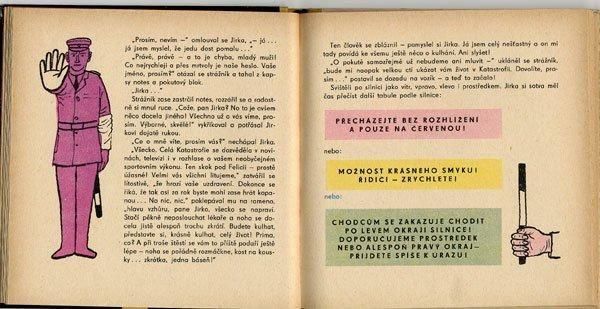 „Prosím, nevím –“ omlouval se Jirka, „– já...
já jsem myslel, že jedu dost pomalu...“
„Právě, právě – a to je chyba, mladý muži!
Co nejrychleji a přes mrtvoly je naše heslo. Vaše
jméno, prosím?“ otázal se strážník a tahal z kap-
sy notes a pokutový blok.
„Jirka...“
Strážník zase zastrčil notes, rozzářil se a radost-
ně si mnul ruce. „Cože, pan Jirka? No to je ovšem
něco docela jiného! Všechno už o vás víme, pro-
sím. Výborné, skvělé!“ vykřikoval a potřásal Jir-
kovi dojatě rukou.
„Co o mně víte, prosím vás?“ nechápal Jirka.
„Všecko. Celá Katastrofie se dozvěděla v novi-
nách, televizi i v rozhlase o vašem neobyčejném
sportovním výkonu. Ten skok pod Felicii – prostě
úžasné! Velmi vás všichni litujeme,“ zatvářil se
lítostivě, „že hrozí vaše uzdravení. Dokonce se
říká, že tak asi za rok byste mohl zase hrát kopa-
nou... No nic, nic,“ poklepával mu na rameno,
„hlavu vzhůru, pane Jirko, všecko se napraví.
Stačí pěkně neposlouchat lékaře a noha se do-
cela jistě alespoň trochu zkrátí. Budete kulhat,
představte si, krásně kulhat, celý život! Príma,
co? A při troše štěstí se vám to příště podaří ještě
lépe – noha se pořádně rozmáčkne, kost na kous-
ky... zkrátka, jedna báseň!“
Ten člověk se zbláznil – pomyslel si Jirka. Já jsem celý nešťastný a on mi
tady povídá ke všemu ještě něco o kulhání. Ani slyšet!
„O pokutě samozřejmě už nebudeme ani mluvit –“ ukláněl se strážník,
„bude mi naopak velkou ctí ukázat vám život v Katastrofii. Dovolíte, pro-
sím...“ postavil se dozadu na vozík – a teď to začalo!
Svištěli po silnici jako vítr, vpravo, vlevo i prostředkem. Jirka si sotva měl
čas přečíst další tabule podle silnice:
PŘECHÁZEJTE BEZ ROZHLÍŽENÍ
A POUZE NA ČERVENOU!
nebo:
MOŽNOST KRÁSNÉHO SMYKU!
ŘIDIČI – ZRYCHLETE!
nebo:
CHODCŮM SE ZAKAZUJE CHODIT
PO LEVÉM OKRAJI SILNICE!
DOPORUČUJEME PROSTŘEDEK
NEBO ALESPOŇ PRAVÝ OKRAJ –
PŘIJDETE SPÍŠE K ÚRAZU!